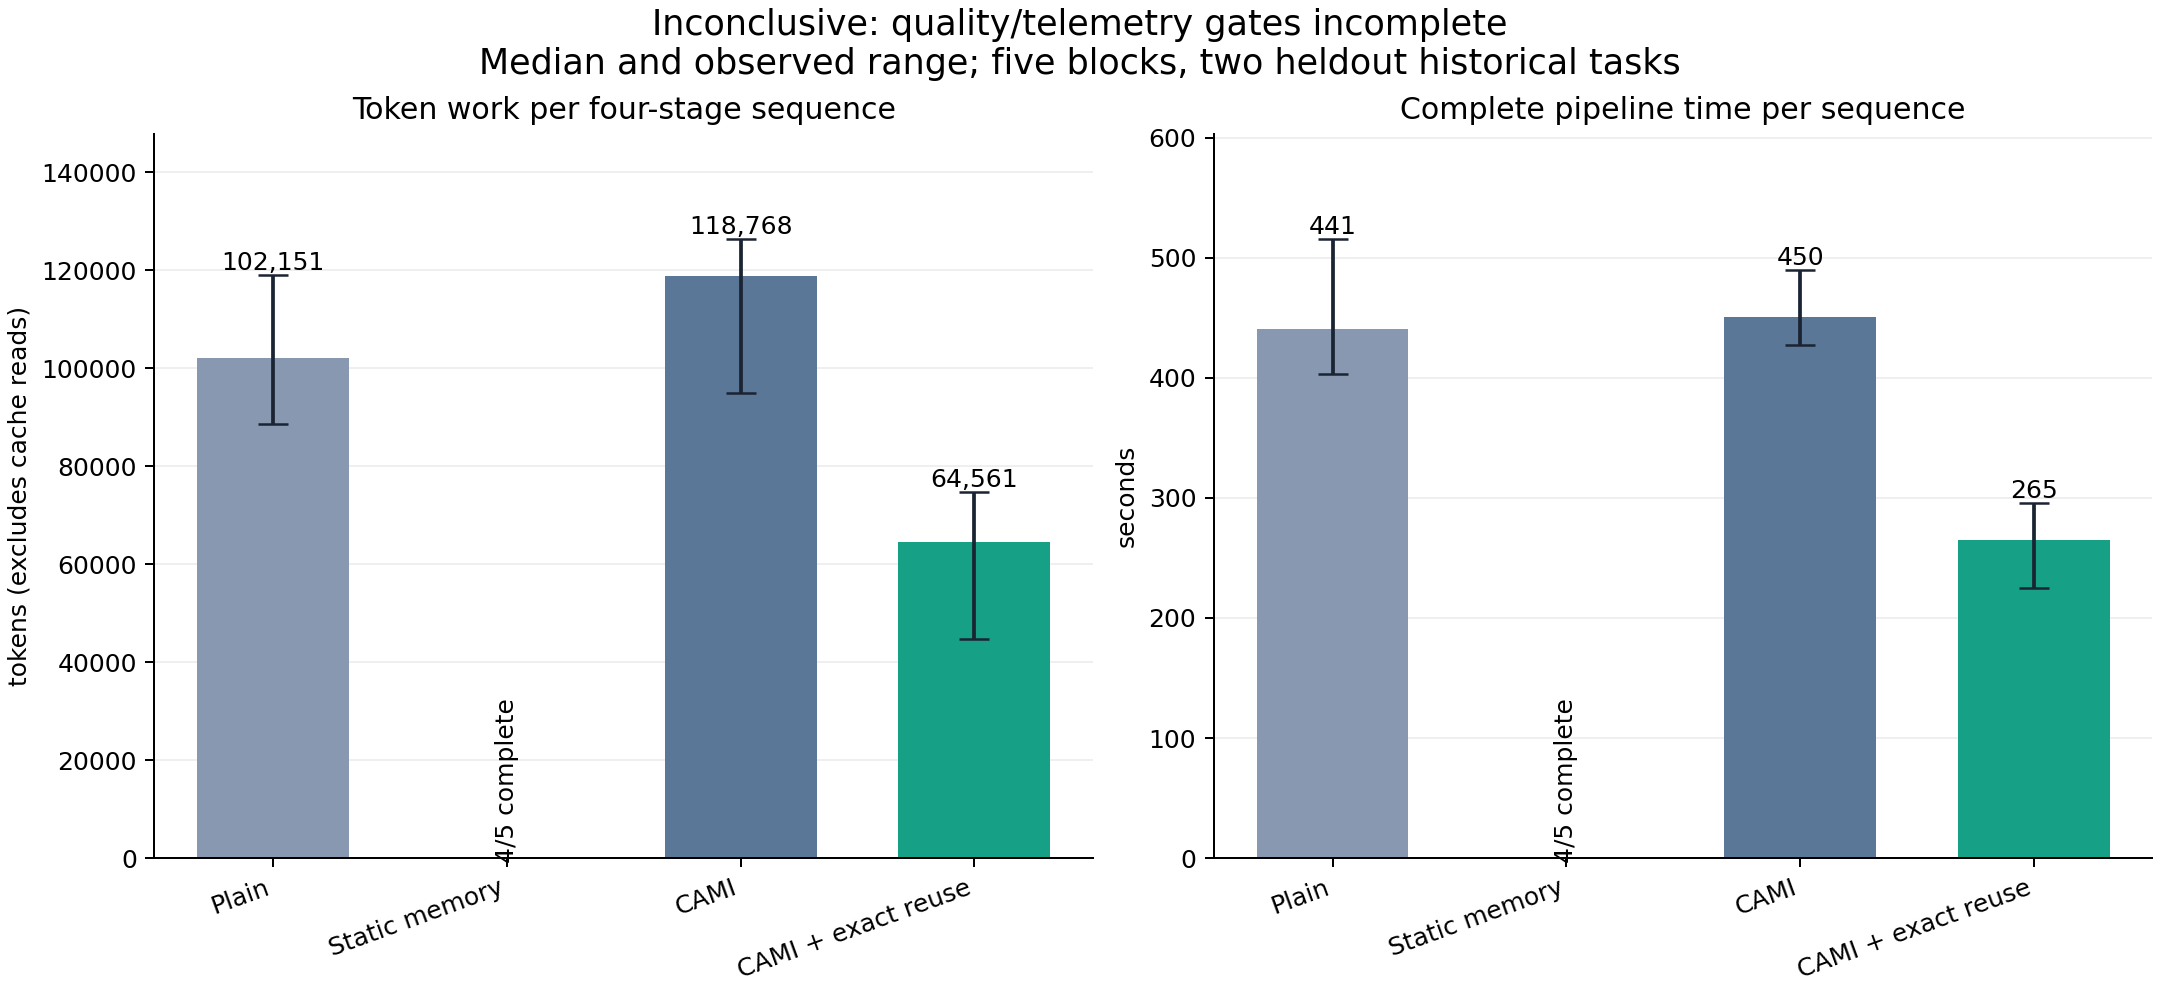 Inconclusive: quality/telemetry gates incomplete
Median and observed range; five blocks, two heldout historical tasks
Token work per four-stage sequence
tokens (excludes cache reads)
140000
120000
100000
80000
60000
40000
20000
0
102,151
4/5 complete
118,768
64,561
Plain
Static memory
CAMI
CAMI + exact reuse
Complete pipeline time per sequence
seconds
600
500
400
300
200
100
0
441
4/5 complete
450
265
Plain
Static memory
CAMI
CAMI + exact reuse